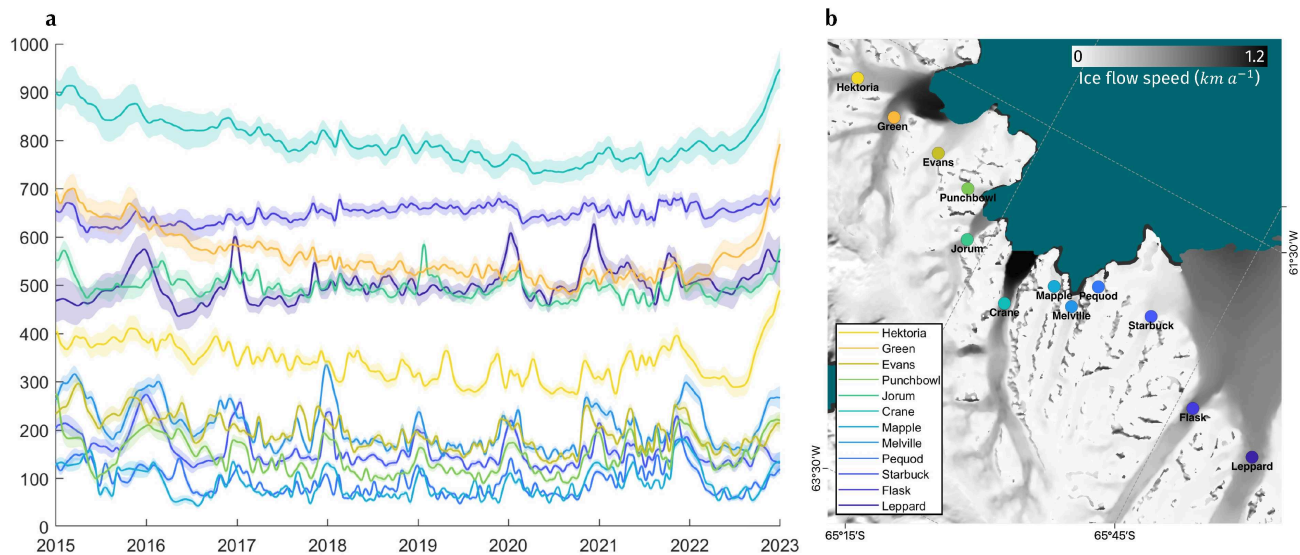 a
1000
900
800
700
600
500
400
300
200
100
0
2015 2016 2017 2018 2019 2020 2021 2022 2023
b
0 1.2
Ice flow speed (km a⁻¹)
Hektoria
Green
Evans
Punchbowl
Jorum
Crane
Mapple
Pequod
Melville
Starbuck
Flask
Leppard
61°30'W
63°30'W
65°15'S
65°45'S
Hektoria
Green
Evans
Punchbowl
Jorum
Crane
Mapple
Melville
Pequod
Starbuck
Flask
Leppard